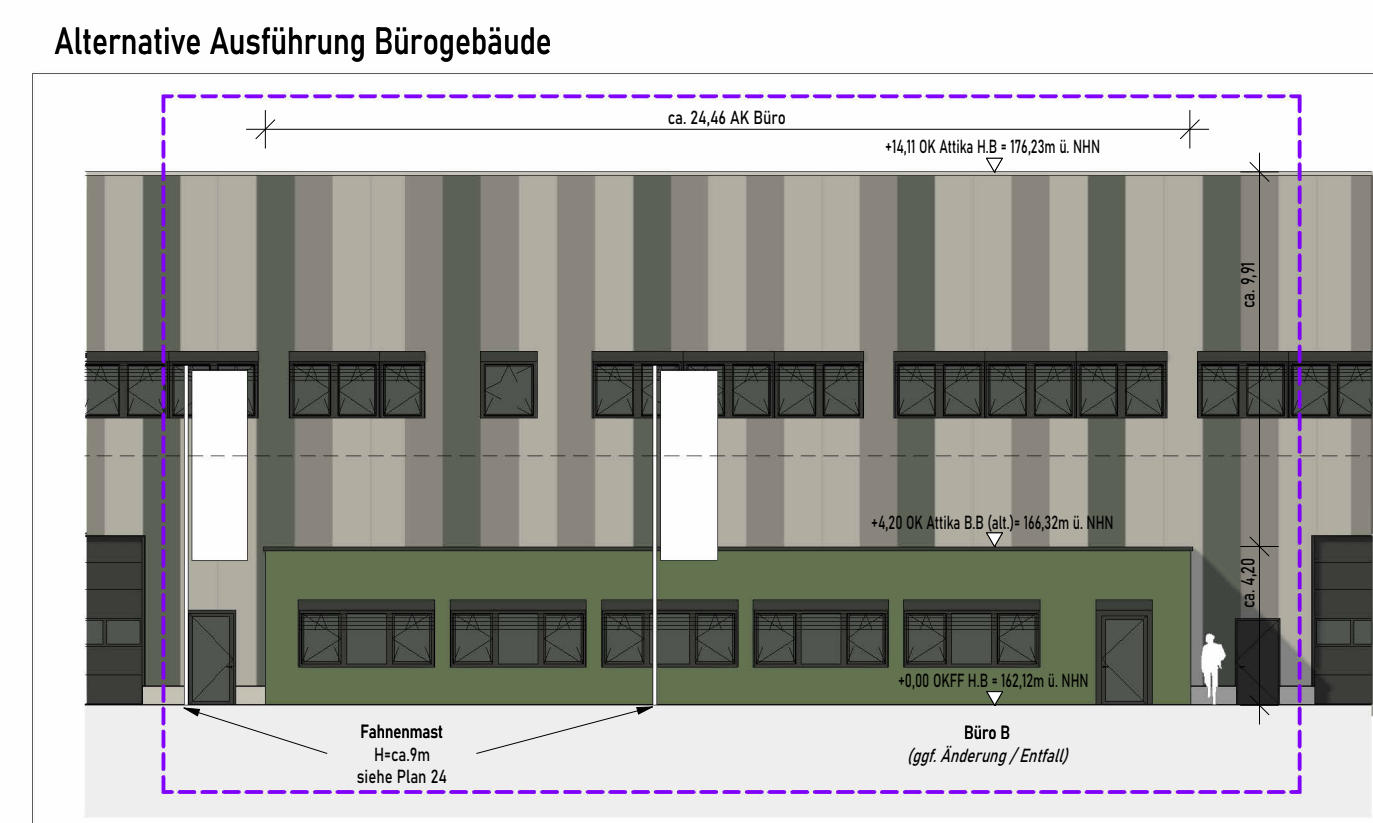 Alternative Ausführung Bürogebäude
ca. 24,46 AK Büro
+14,11 OK Attika H.B = 176,23m ü. NHN
ca. 9,91
+4,20 OK Attika B.B (alt.)= 166,32m ü. NHN
ca. 4,20
+0,00 OKFF H.B = 162,12m ü. NHN
Fahnenmast
H=ca.9m
siehe Plan 24
Büro B
(ggf. Änderung / Entfall)